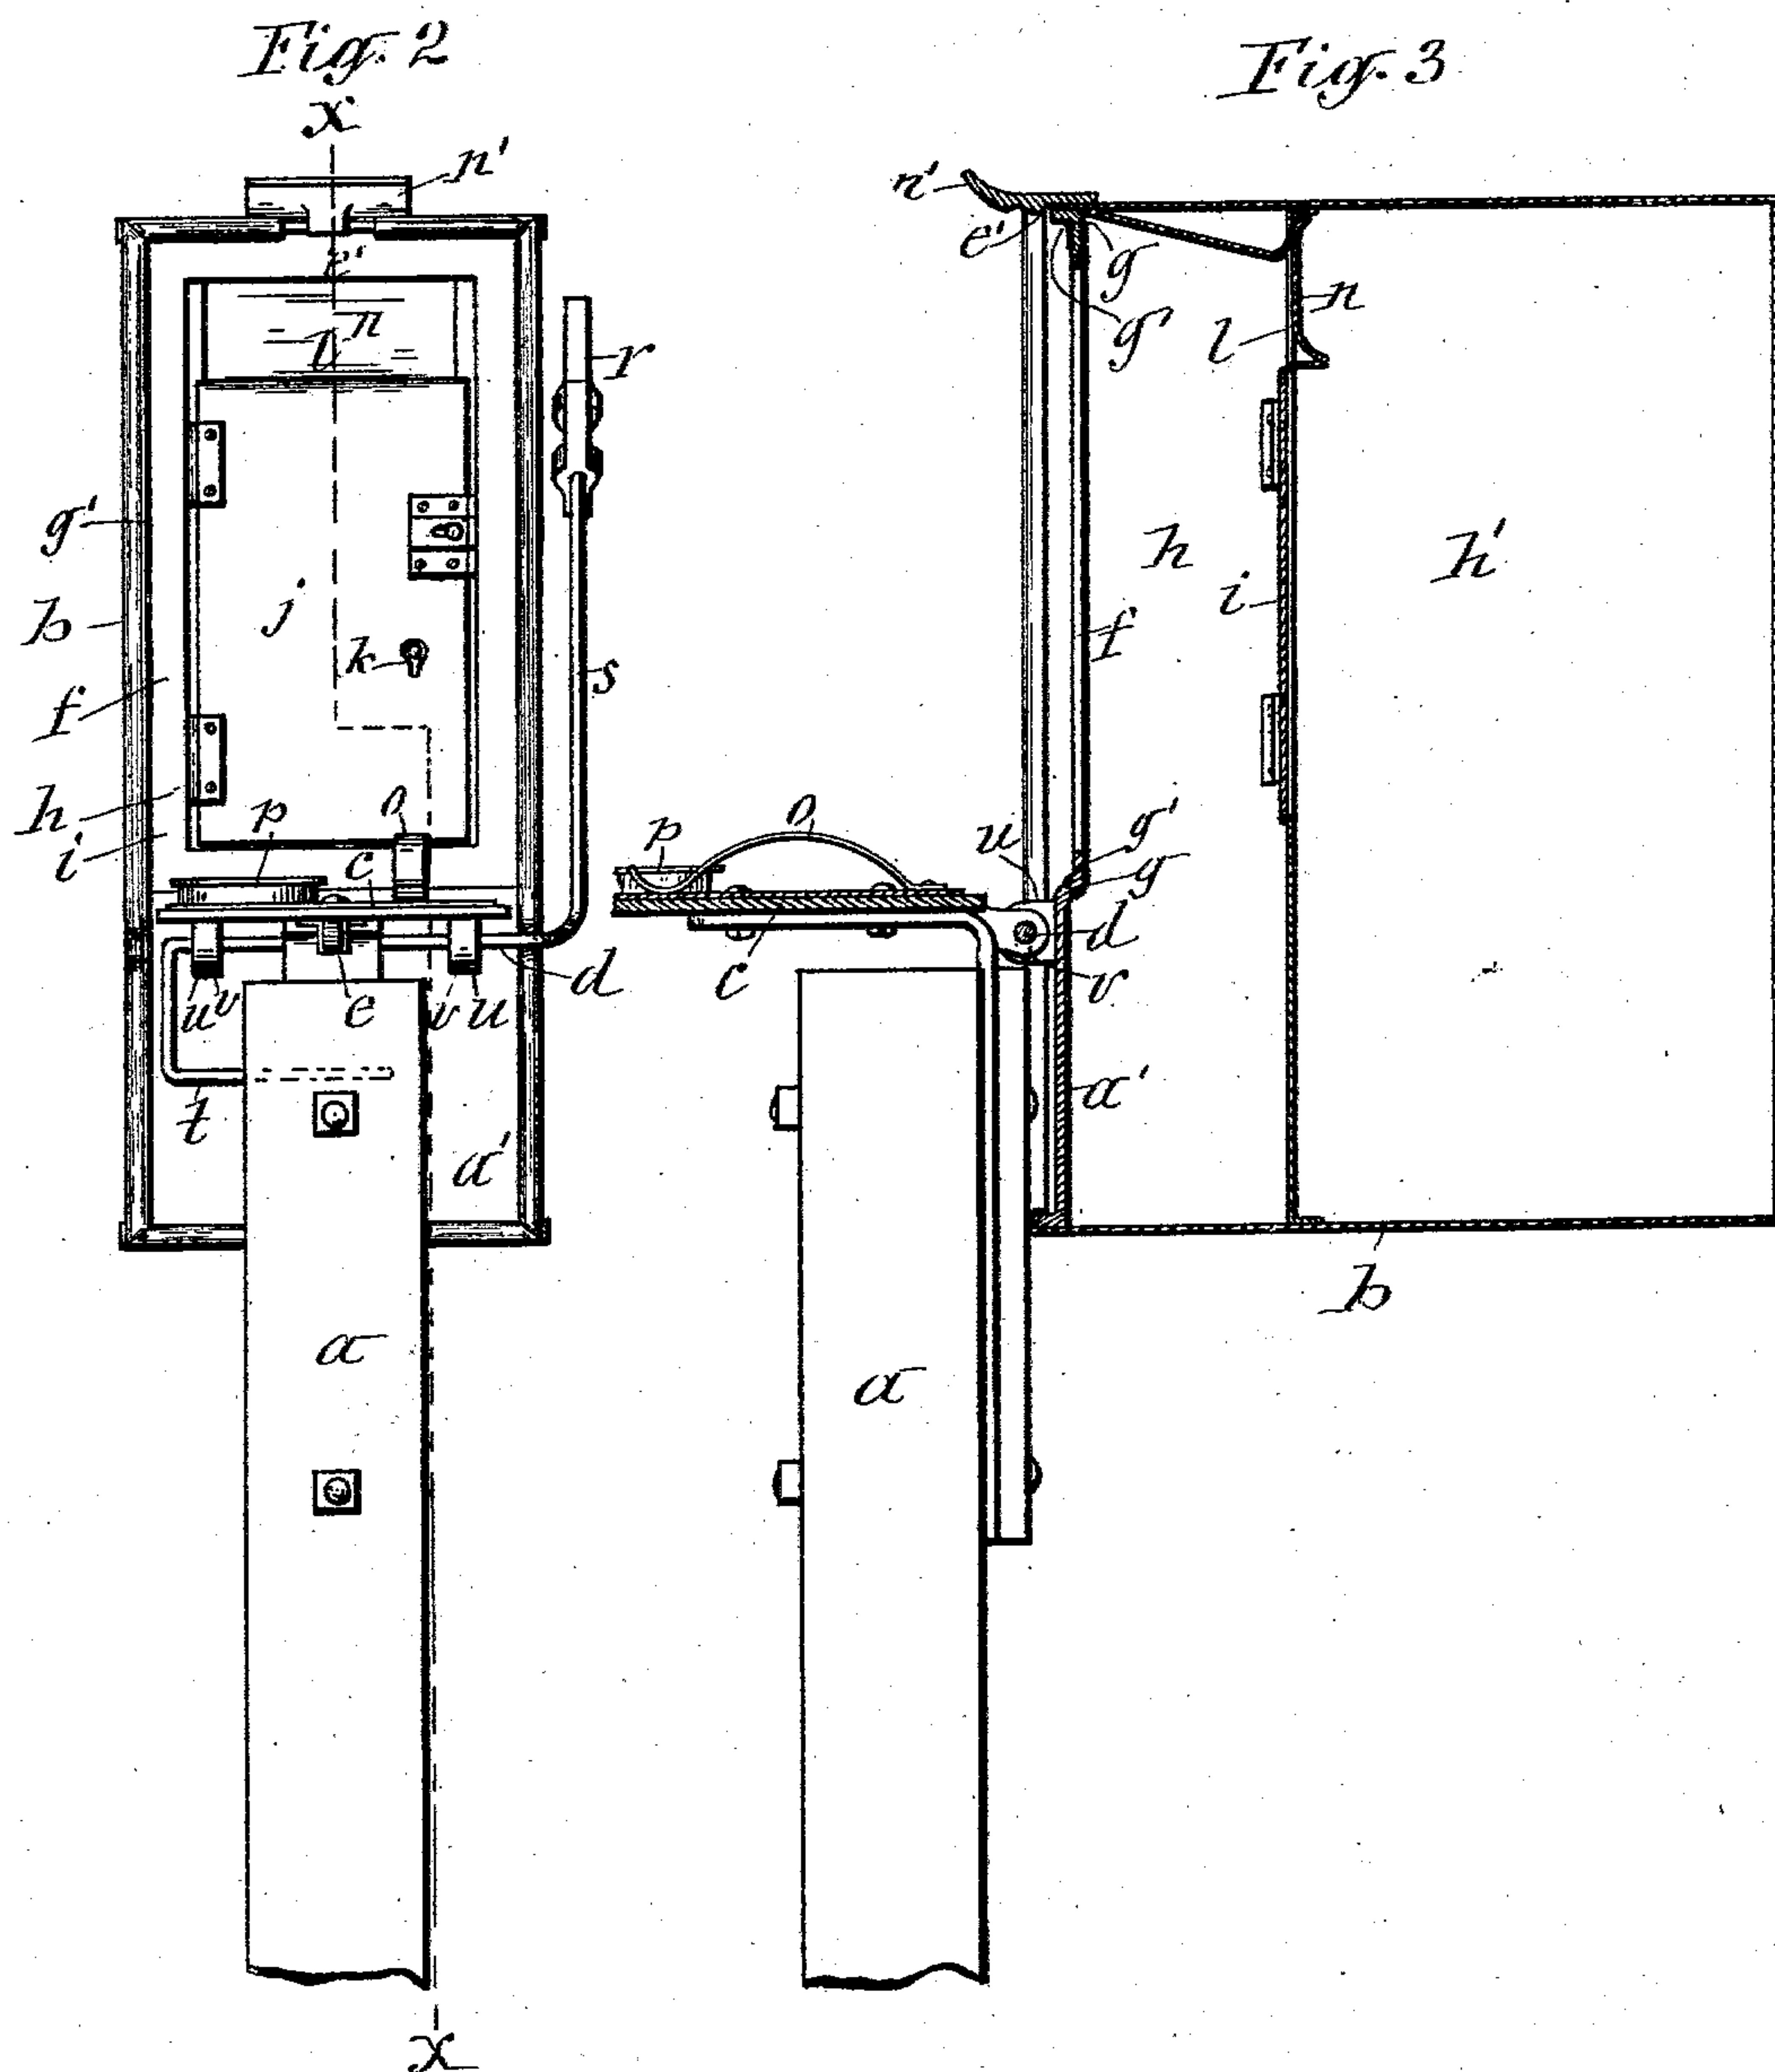 Fig. 2
x
n'
e'
n
l
r
g'
b
j
k
s
f
h
o
p
i
c
d
u
v
e
v
u
t
a'
a
x
Fig. 3
n'
e'
g
g'
n
l
h
h'
i
f
o
p
u
g'
g
d
c
v
a'
b
a